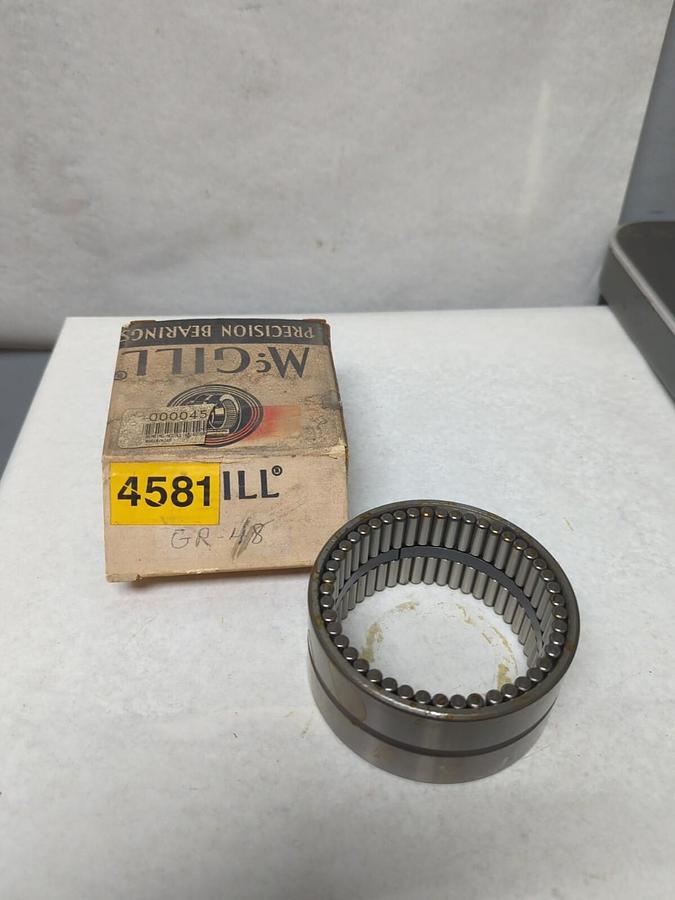 PRECISION BEARINGS
McGILL®
000045
4581
ILL®
GR-48